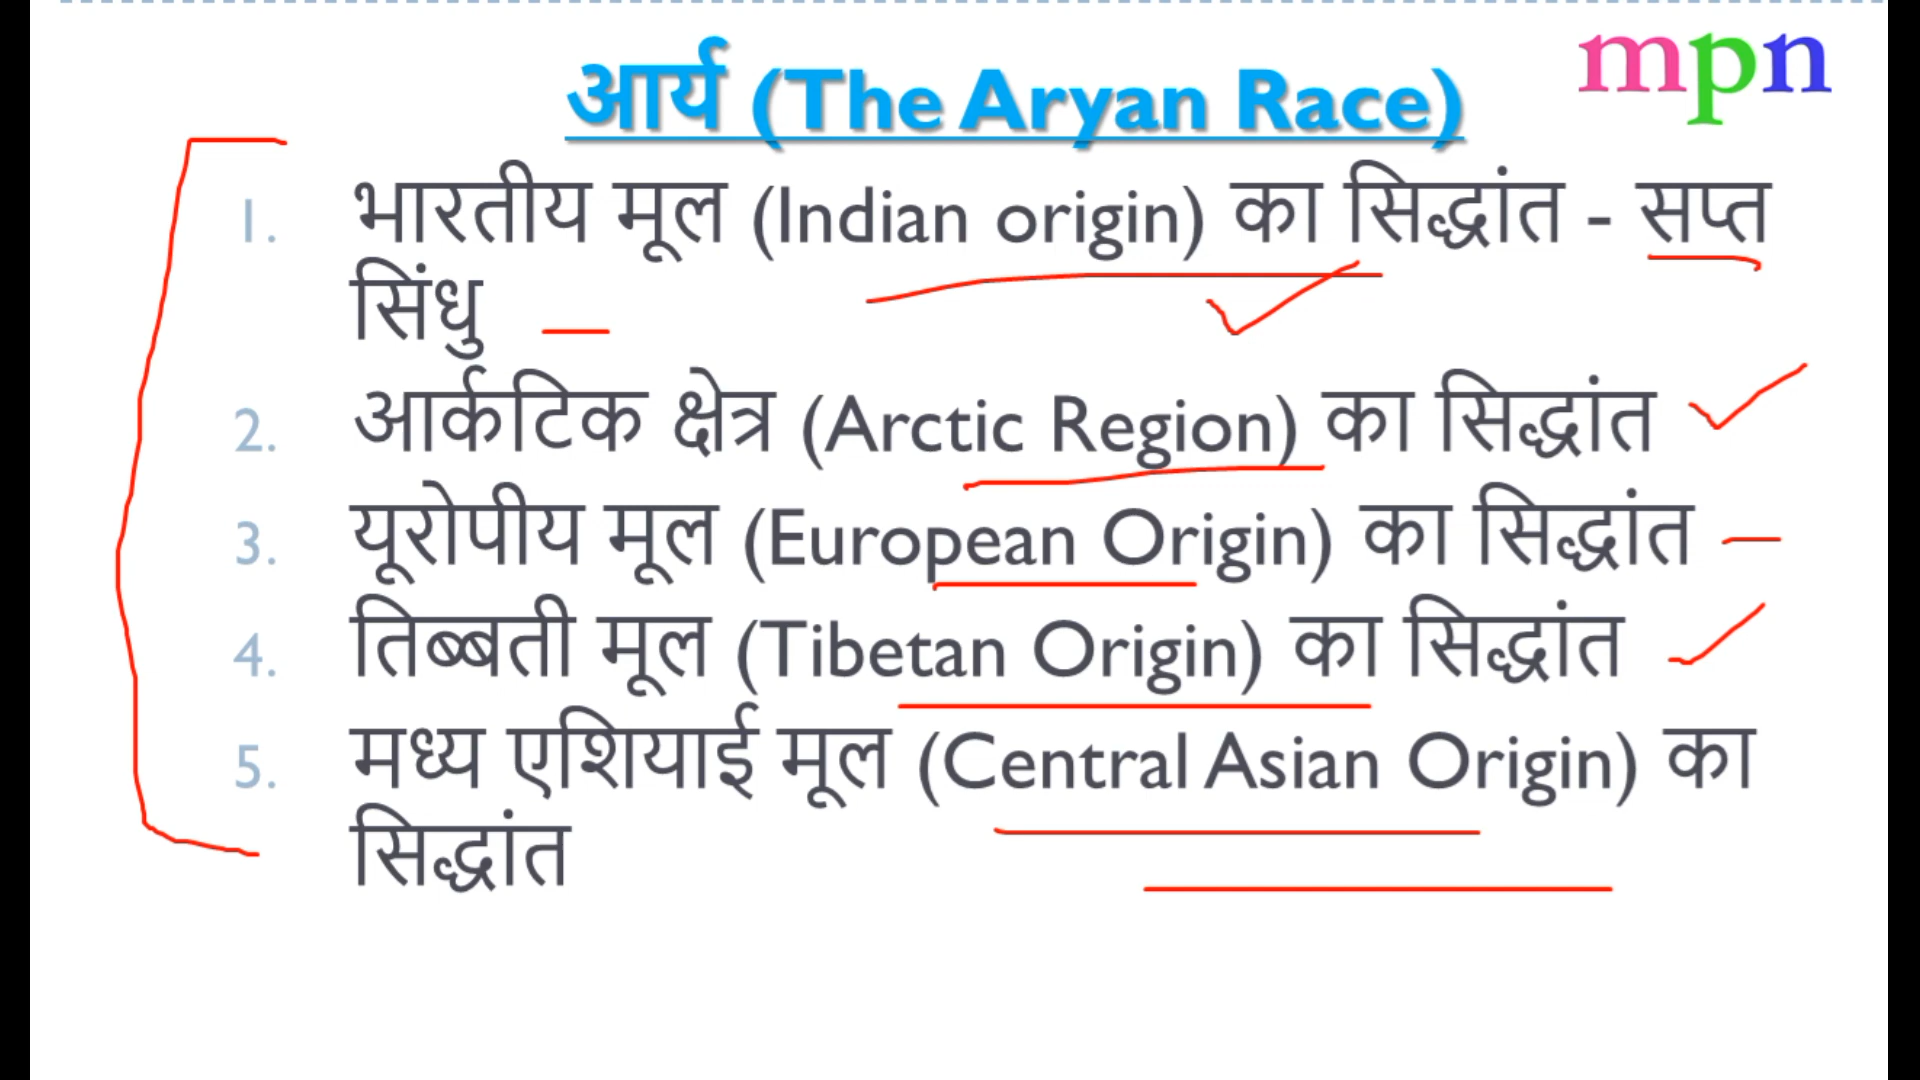 आर्य (The Aryan Race)
mpn
1. भारतीय मूल (Indian origin) का सिद्धांत - सप्त
सिंधु
2. आर्कटिक क्षेत्र (Arctic Region) का सिद्धांत
3. यूरोपीय मूल (European Origin) का सिद्धांत
4. तिब्बती मूल (Tibetan Origin) का सिद्धांत
5. मध्य एशियाई मूल (Central Asian Origin) का
सिद्धांत